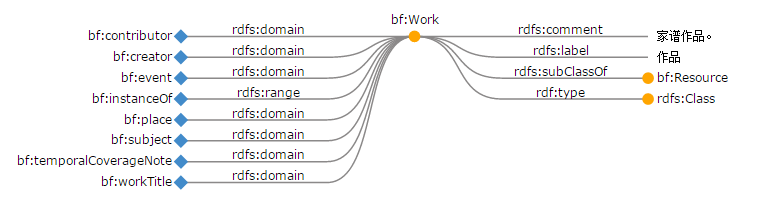 bf:Work
bf:contributor rdfs:domain rdfs:comment 家谱作品。
bf:creator rdfs:domain rdfs:label 作品
bf:event rdfs:domain rdfs:subClassOf bf:Resource
bf:instanceOf rdfs:range rdf:type rdfs:Class
bf:place rdfs:domain
bf:subject rdfs:domain
bf:temporalCoverageNote rdfs:domain
bf:workTitle rdfs:domain